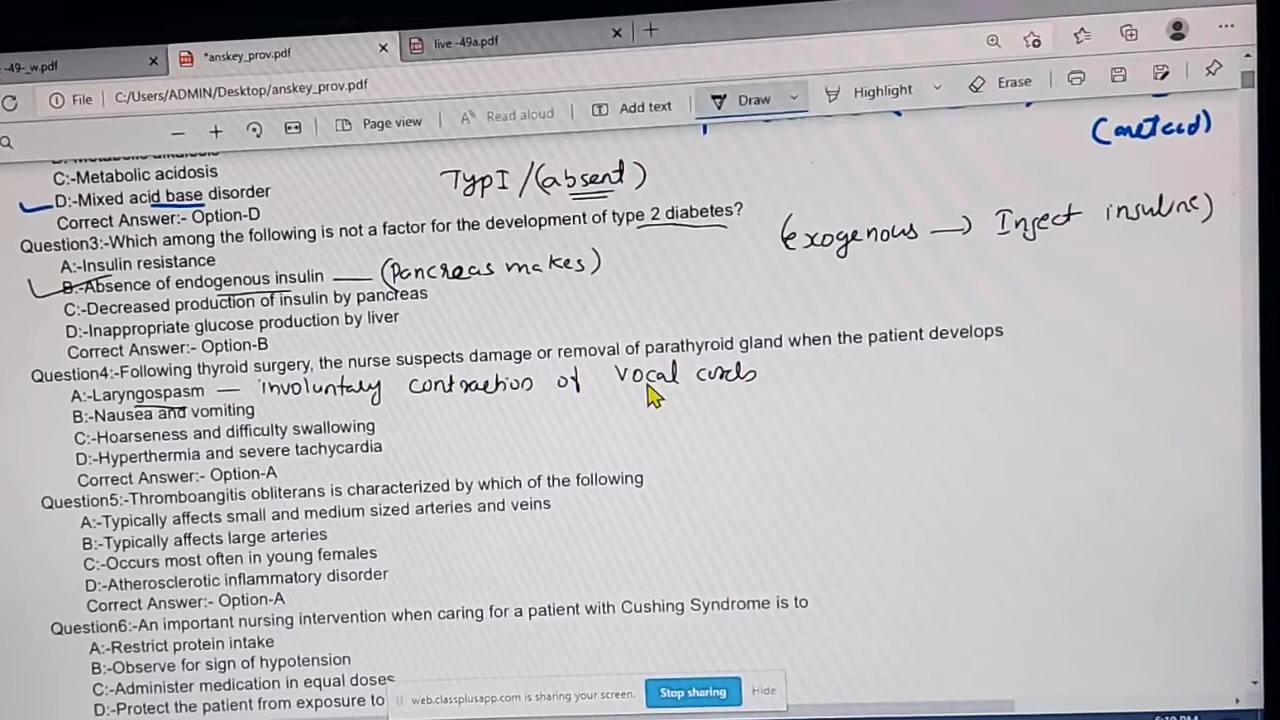 -49-_w.pdf
*anskey_prov.pdf
live -49a.pdf
File C:/Users/ADMIN/Desktop/anskey_prov.pdf
Page view
Read aloud
Add text
Draw
Highlight
Erase
C:-Metabolic acidosis
D:-Mixed acid base disorder
Correct Answer:- Option-D
TypI /(absent)
Question3:-Which among the following is not a factor for the development of type 2 diabetes?
(exogenous → Inject insuline)
A:-Insulin resistance
B:-Absence of endogenous insulin — (Pancreas makes)
C:-Decreased production of insulin by pancreas
D:-Inappropriate glucose production by liver
Correct Answer:- Option-B
Question4:-Following thyroid surgery, the nurse suspects damage or removal of parathyroid gland when the patient develops
A:-Laryngospasm — involuntary contraction of vocal cords
B:-Nausea and vomiting
C:-Hoarseness and difficulty swallowing
D:-Hyperthermia and severe tachycardia
Correct Answer:- Option-A
Question5:-Thromboangitis obliterans is characterized by which of the following
A:-Typically affects small and medium sized arteries and veins
B:-Typically affects large arteries
C:-Occurs most often in young females
D:-Atherosclerotic inflammatory disorder
Correct Answer:- Option-A
Question6:-An important nursing intervention when caring for a patient with Cushing Syndrome is to
A:-Restrict protein intake
B:-Observe for sign of hypotension
C:-Administer medication in equal doses
D:-Protect the patient from exposure to
web.classplusapp.com is sharing your screen.
Stop sharing
Hide